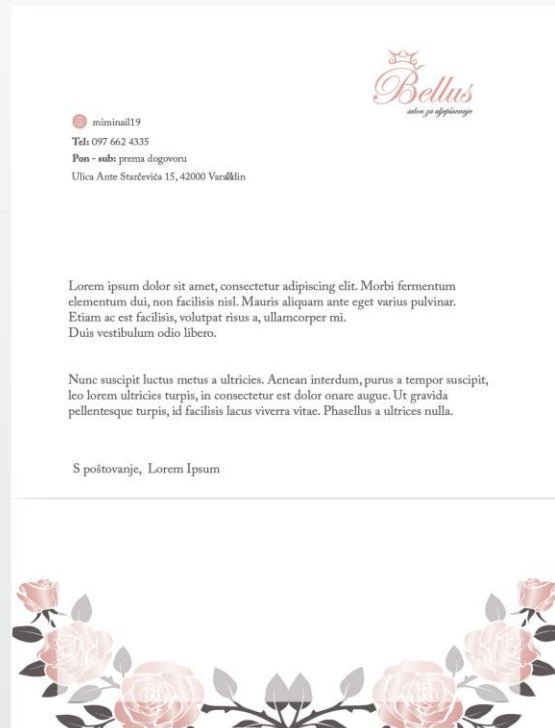 Bellus
salon za uljepšavanje
miminail19
Tel: 097 662 4335
Pon - sub: prema dogovoru
Ulica Ante Starčevića 15, 42000 Varaždin
Lorem ipsum dolor sit amet, consectetur adipiscing elit. Morbi fermentum
elementum dui, non facilisis nisl. Mauris aliquam ante eget varius pulvinar.
Etiam ac est facilisis, volutpat risus a, ullamcorper mi.
Duis vestibulum odio libero.
Nunc suscipit luctus metus a ultricies. Aenean interdum, purus a tempor suscipit,
leo lorem ultricies turpis, in consectetur est dolor onare augue. Ut gravida
pellentesque turpis, id facilisis lacus viverra vitae. Phasellus a ultrices nulla.
S poštovanje, Lorem Ipsum